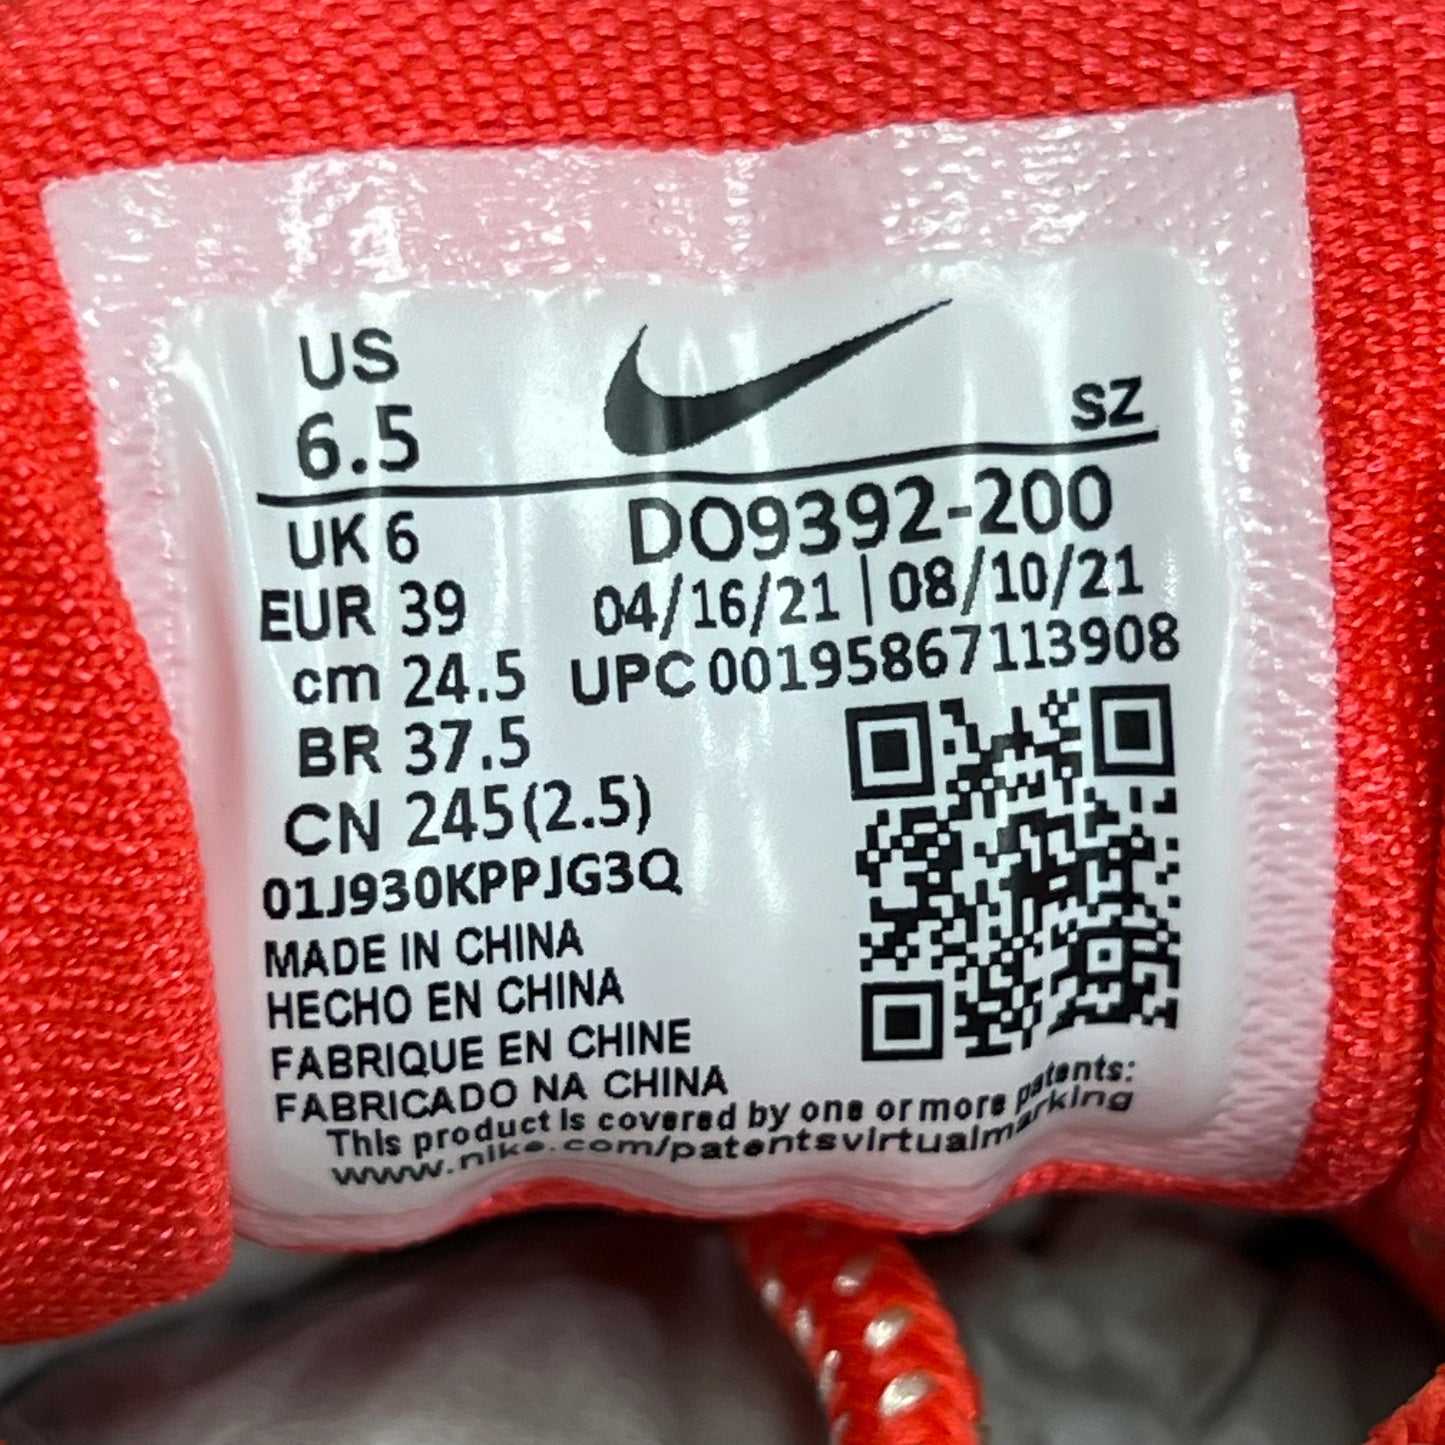 US
6.5
SZ
UK 6
DO9392-200
EUR 39
04/16/21 | 08/10/21
cm 24.5
UPC 001958671113908
BR 37.5
CN 245(2.5)
01J930KPPJG3Q
MADE IN CHINA
HECHO EN CHINA
FABRIQUE EN CHINE
FABRICADO NA CHINA
This product is covered by one or more patents:
www.nike.com/patentsvirtualmarking